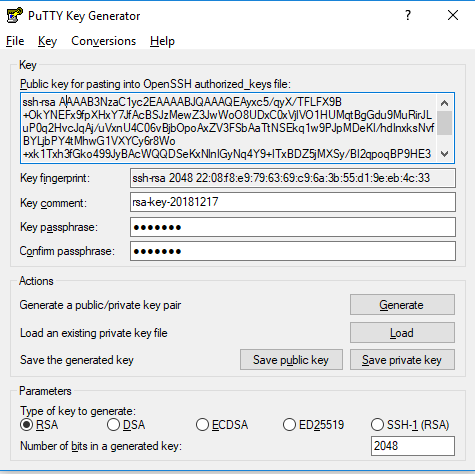 PuTTY Key Generator
File Key Conversions Help
Key
Public key for pasting into OpenSSH authorized_keys file:
ssh-rsa AAAAB3NzaC1yc2EAAAABJQAAAQEAyxc5/qyX/TFLFX9B
+OkYNEFx9fpXHxY7JfAcBSJzMewZ3JwWoO8UDxC0xVjlVO1HUMqtBgGdu9MuRirJL
uP0q2HvcJqAj/uVxnU4C06vBjbOpoAxZV3FSbAaTtNSEkq1w9PJpMDeKI/hdInxksNvf
BYLjbPY4tMhwG1VXYCy6r8Wo
+xk1Txh3fGko499JyBAcWQQDSeKxNlnIGyNq4Y9+ITxBDZ5jMXSy/Bl2qpoqBP9HE3
Key fingerprint:
ssh-rsa 2048 22:08:f8:e9:79:63:69:c9:6a:3b:55:d1:9e:eb:4c:33
Key comment:
rsa-key-20181217
Key passphrase:
●●●●●●●
Confirm passphrase:
●●●●●●●
Actions
Generate a public/private key pair
Generate
Load an existing private key file
Load
Save the generated key
Save public key
Save private key
Parameters
Type of key to generate:
RSA DSA ECDSA ED25519 SSH-1 (RSA)
Number of bits in a generated key:
2048